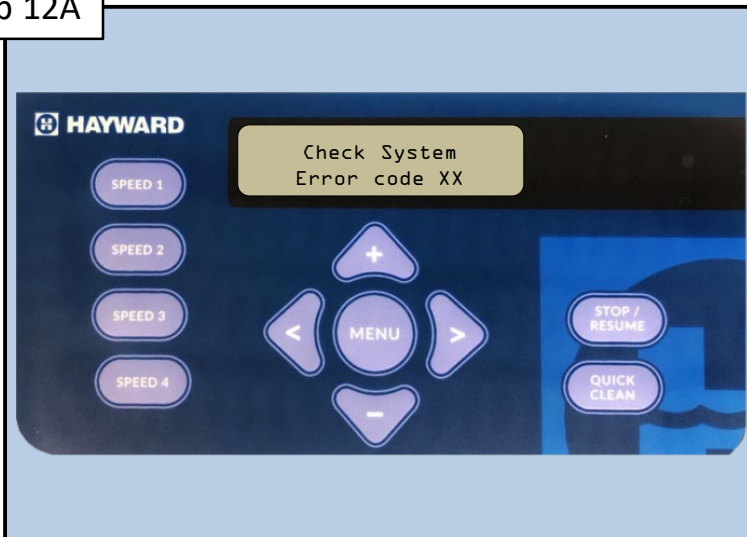 12A
HAYWARD
Check System
Error code XX
SPEED 1
SPEED 2
SPEED 3
SPEED 4
+
<
MENU
>
-
STOP /
RESUME
QUICK
CLEAN